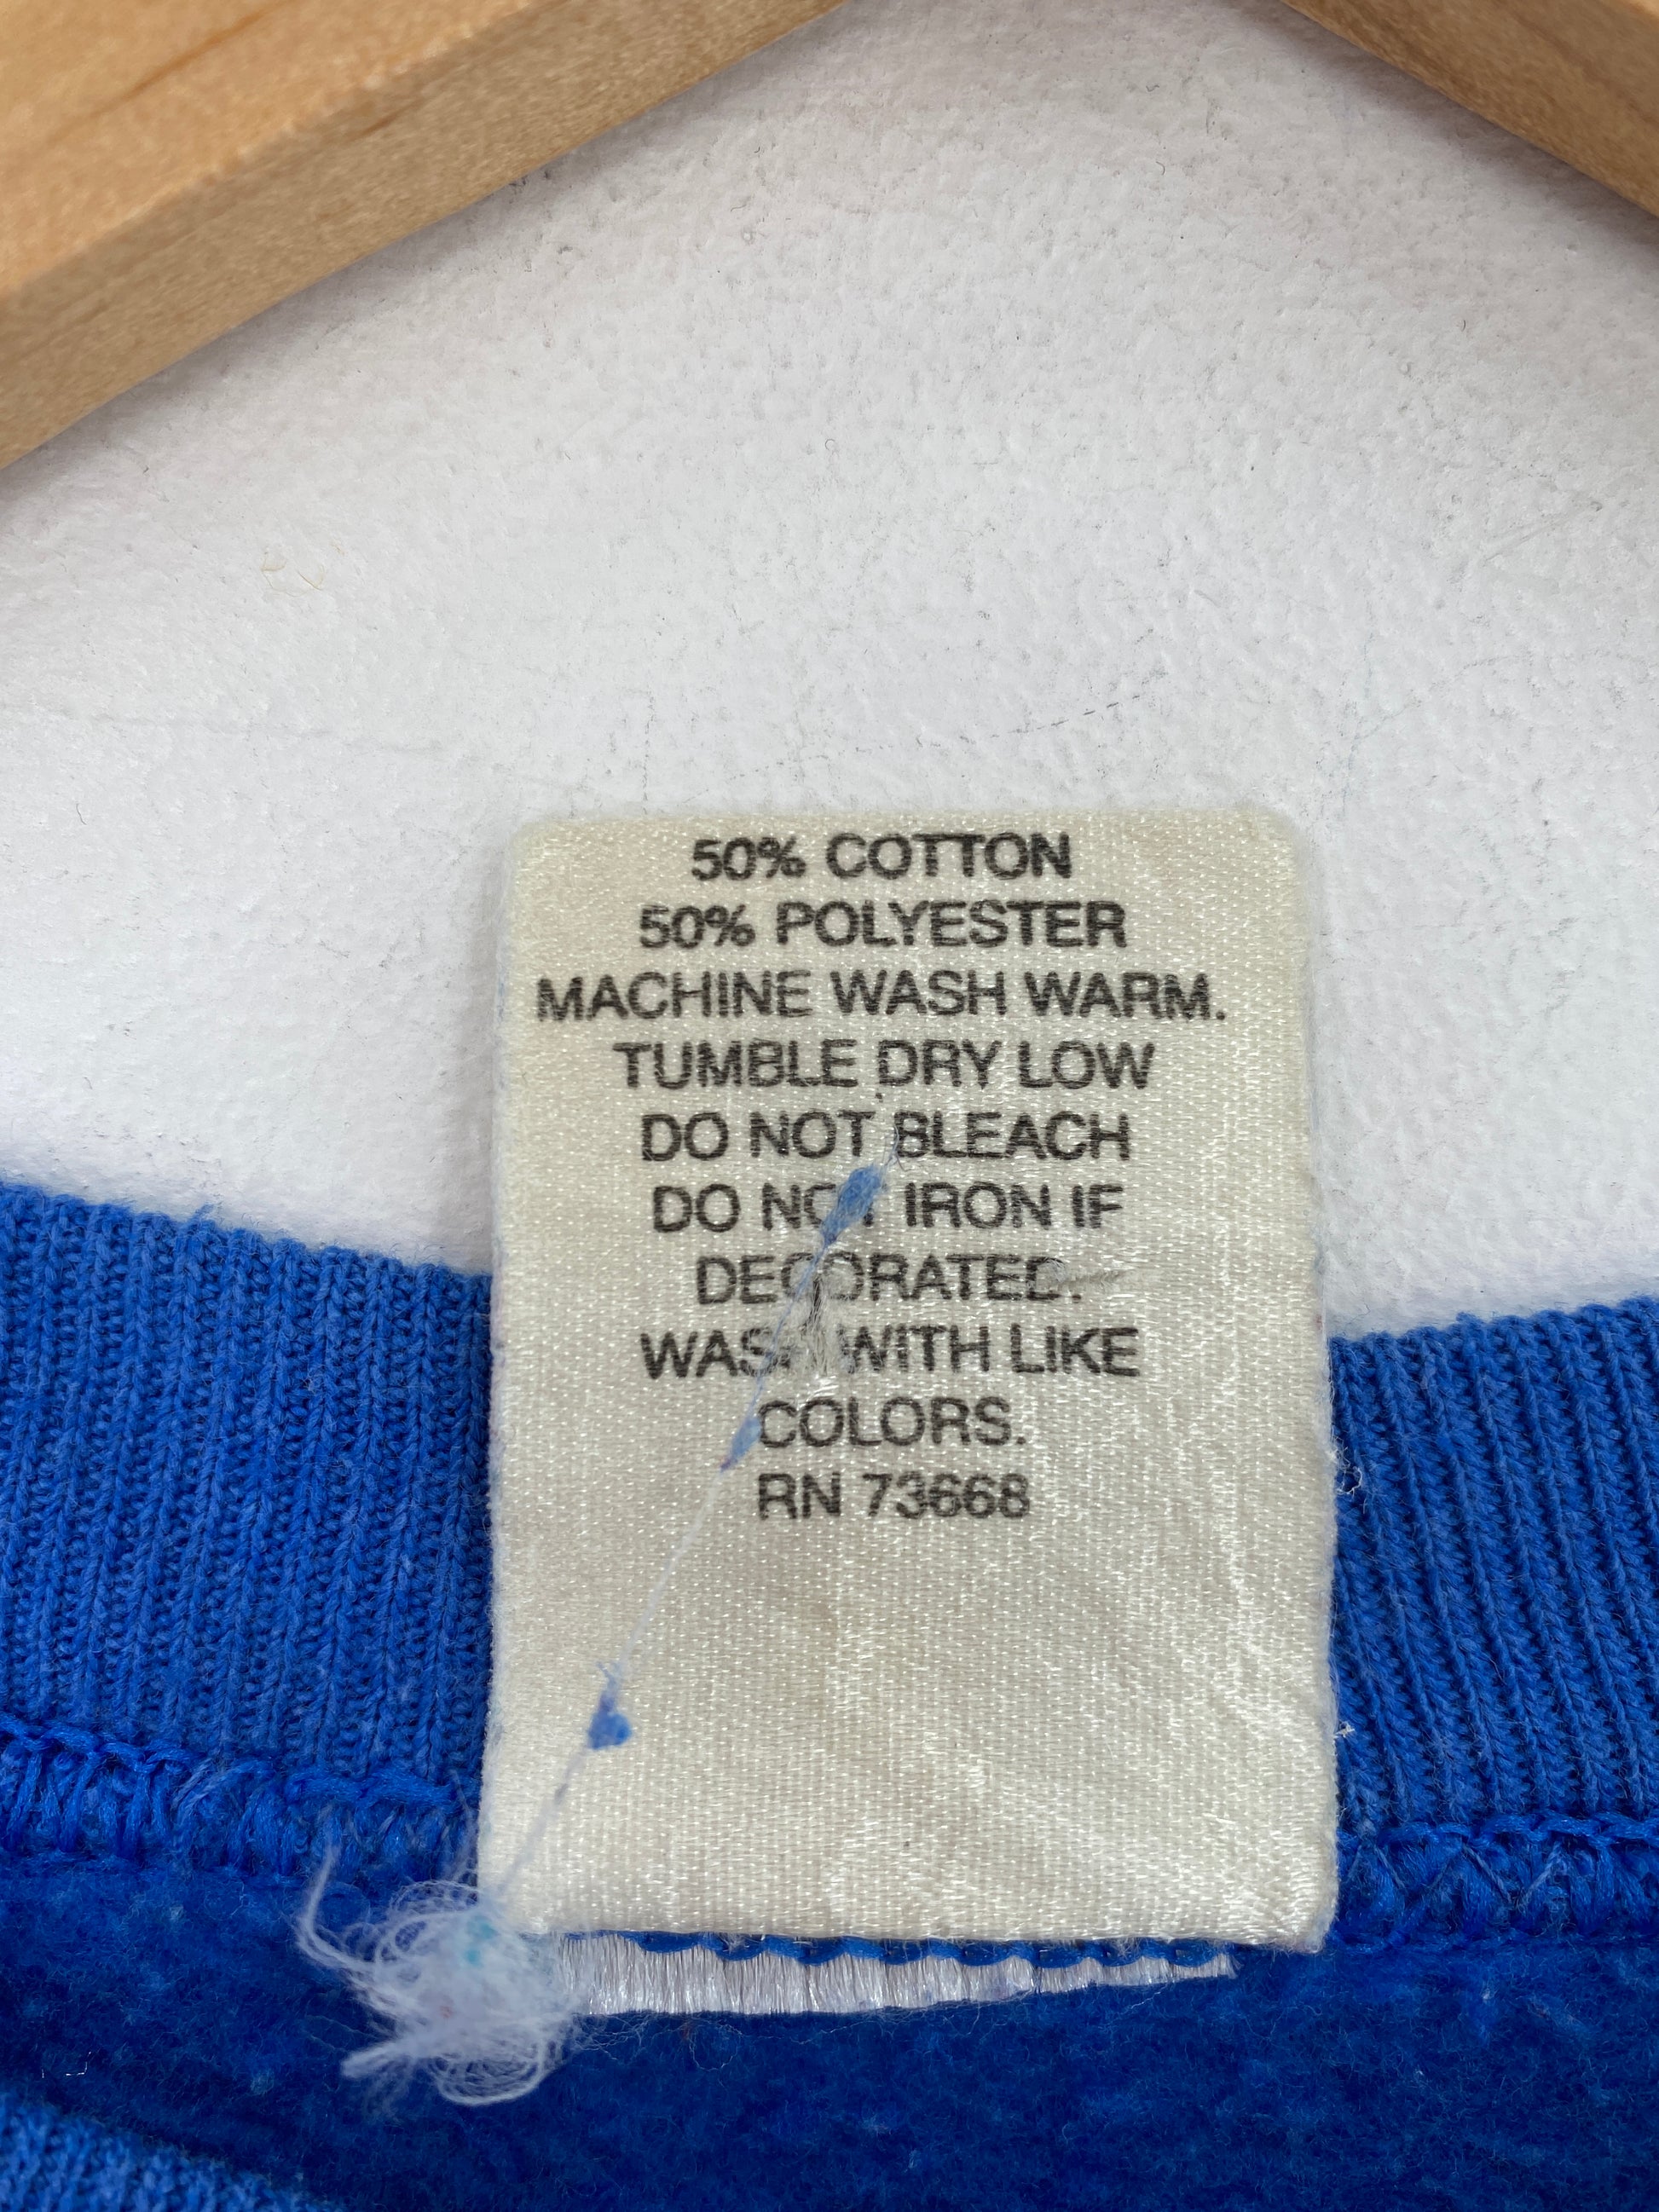 50% COTTON
50% POLYESTER
MACHINE WASH WARM.
TUMBLE DRY LOW
DO NOT BLEACH
DO NOT IRON IF
DECORATED.
WASH WITH LIKE
COLORS.
RN 73668